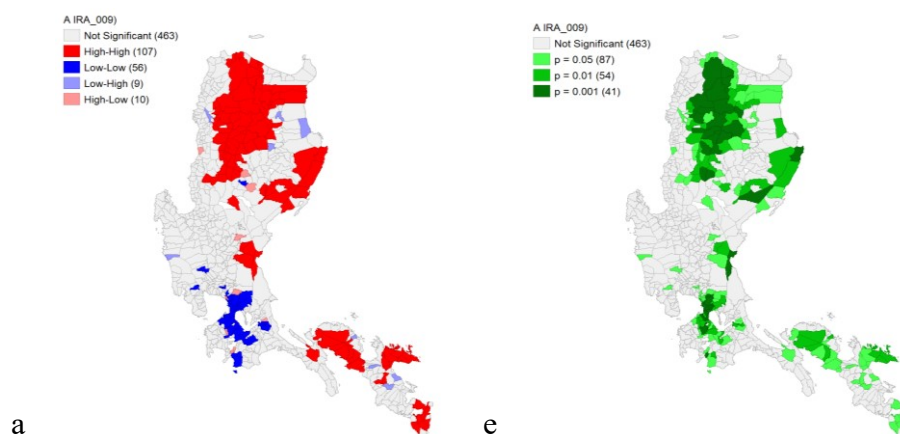 A IRA_009)
Not Significant (463)
High-High (107)
Low-Low (56)
Low-High (9)
High-Low (10)
a
A IRA_009)
Not Significant (463)
p = 0.05 (87)
p = 0.01 (54)
p = 0.001 (41)
e